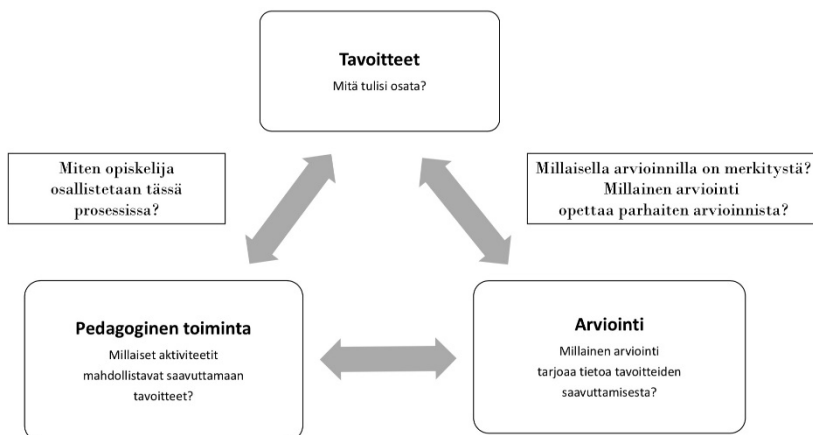 Tavoitteet
Mitä tulisi osata?
Miten opiskelija
osallistetaan tässä
prosessissa?
Millaisella arvioinnilla on merkitystä?
Millainen arviointi
opettaa parhaiten arvioinnista?
Pedagoginen toiminta
Millaiset aktiviteetit
mahdollistavat saavuttamaan
tavoitteet?
Arviointi
Millainen arviointi
tarjoaa tietoa tavoitteiden
saavuttamisesta?